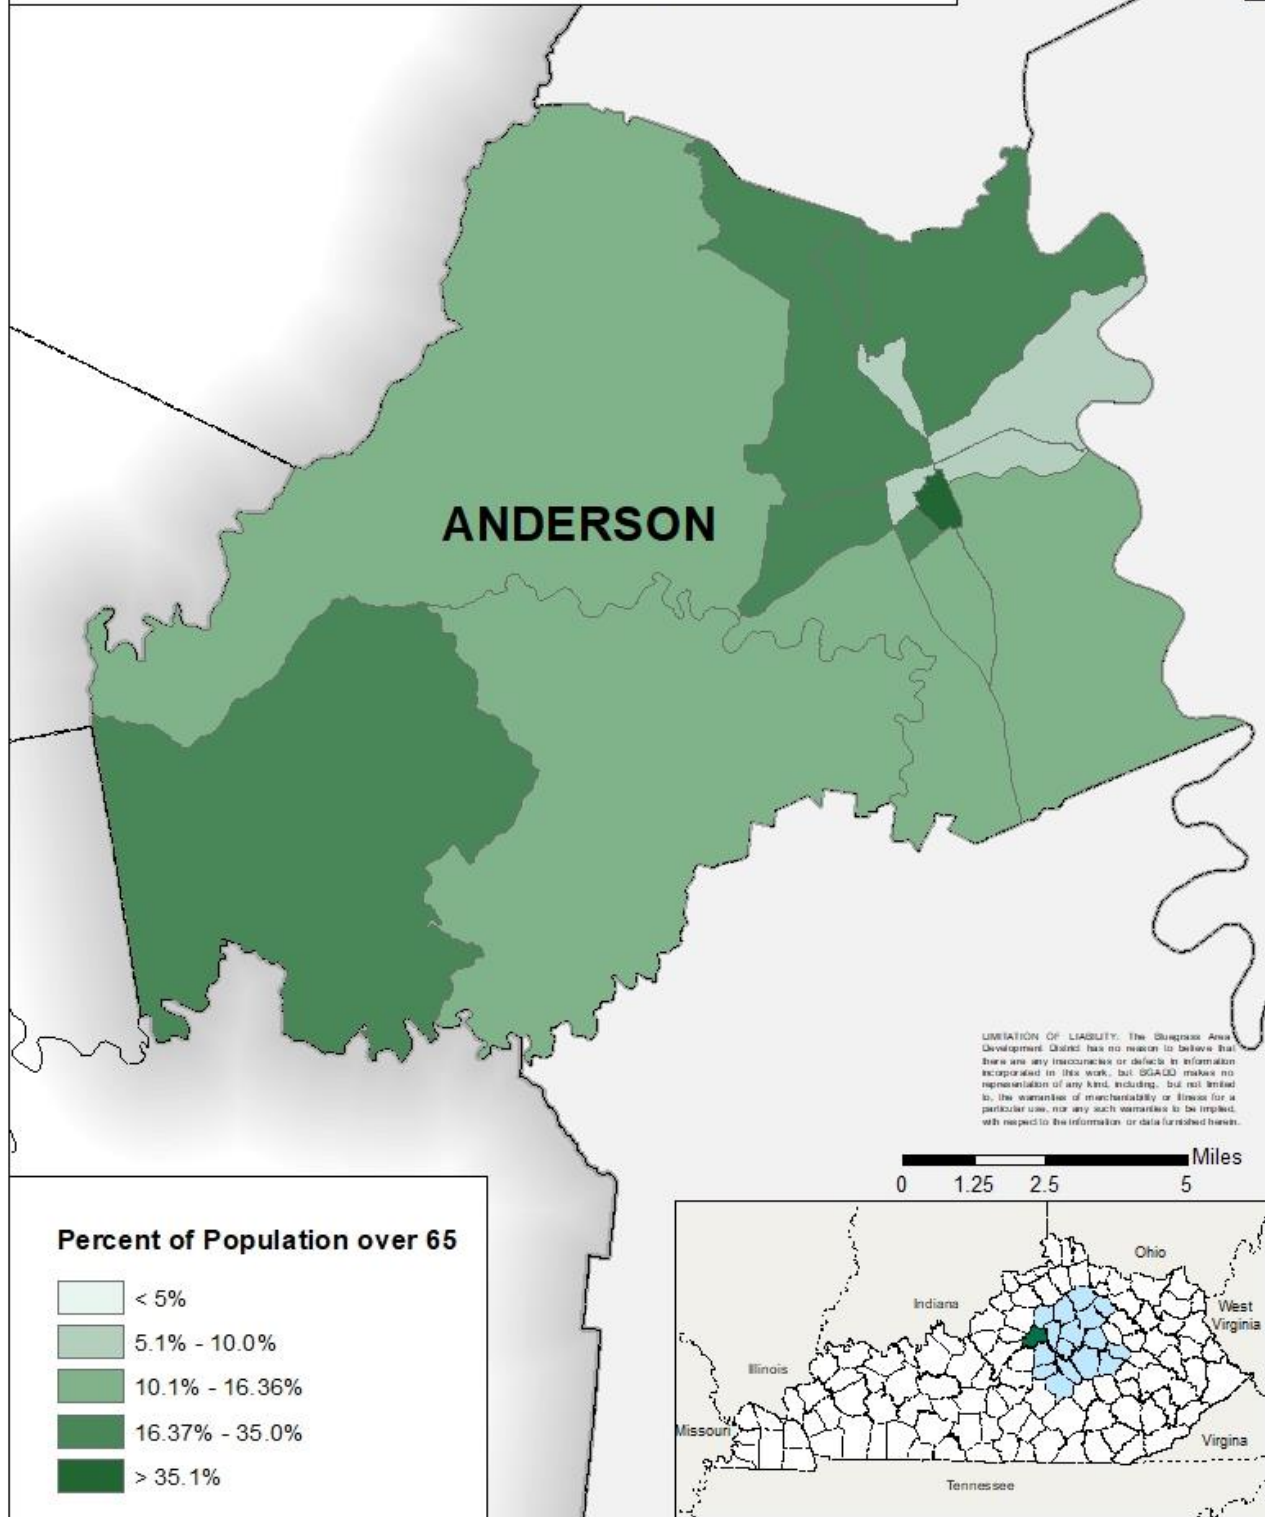 ANDERSON
LIMITATION OF LIABILITY: The Bluegrass Area
Development District has no reason to believe that
there are any inaccuracies or defects in information
incorporated in this work, but BGADD makes no
representation of any kind, including, but not limited
to, the warranties of merchantability or fitness for a
particular use, nor any such warranties to be implied,
with respect to the information or data furnished herein.
Miles
0 1.25 2.5 5
Percent of Population over 65
< 5%
5.1% - 10.0%
10.1% - 16.36%
16.37% - 35.0%
> 35.1%
Ohio
Indiana
West
Virginia
Illinois
Missouri
Virgina
Tennessee